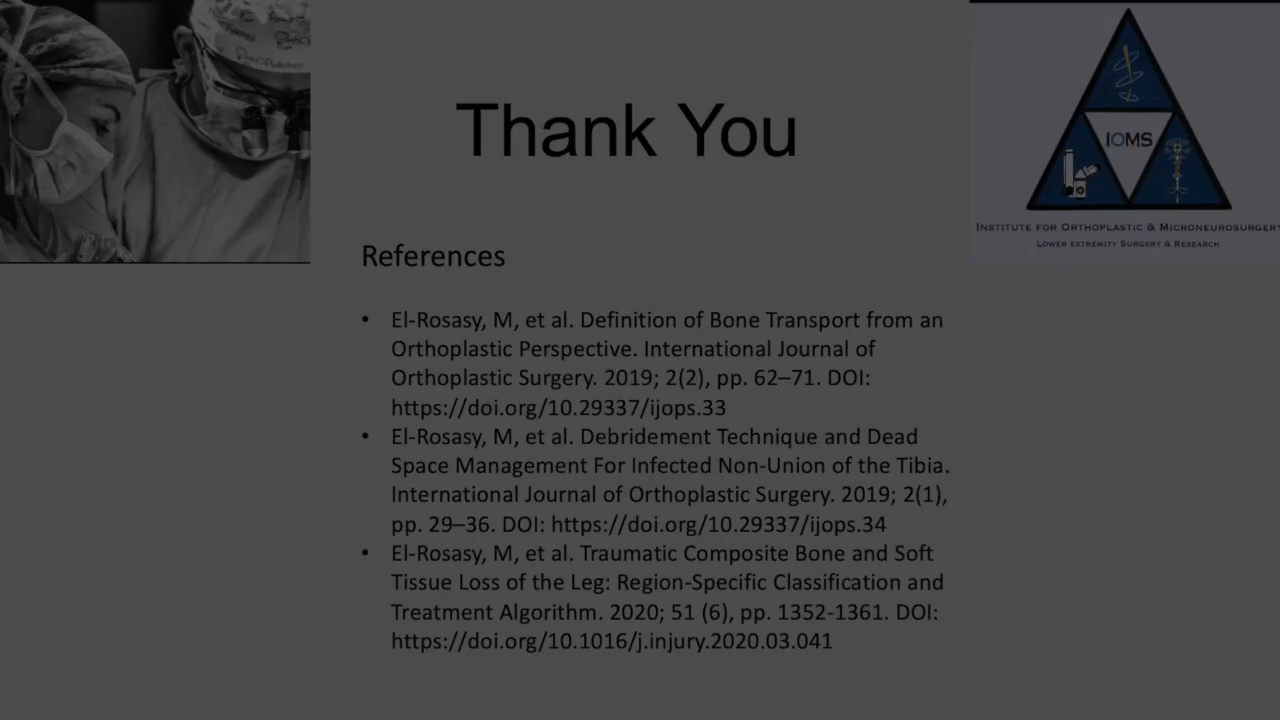 Thank You
IOMS
INSTITUTE FOR ORTHOPLASTIC & MICRONEUROSURGERY
LOWER EXTREMITY SURGERY & RESEARCH
References
• El-Rosasy, M, et al. Definition of Bone Transport from an
Orthoplastic Perspective. International Journal of
Orthoplastic Surgery. 2019; 2(2), pp. 62–71. DOI:
https://doi.org/10.29337/ijops.33
• El-Rosasy, M, et al. Debridement Technique and Dead
Space Management For Infected Non-Union of the Tibia.
International Journal of Orthoplastic Surgery. 2019; 2(1),
pp. 29–36. DOI: https://doi.org/10.29337/ijops.34
• El-Rosasy, M, et al. Traumatic Composite Bone and Soft
Tissue Loss of the Leg: Region-Specific Classification and
Treatment Algorithm. 2020; 51 (6), pp. 1352-1361. DOI:
https://doi.org/10.1016/j.injury.2020.03.041